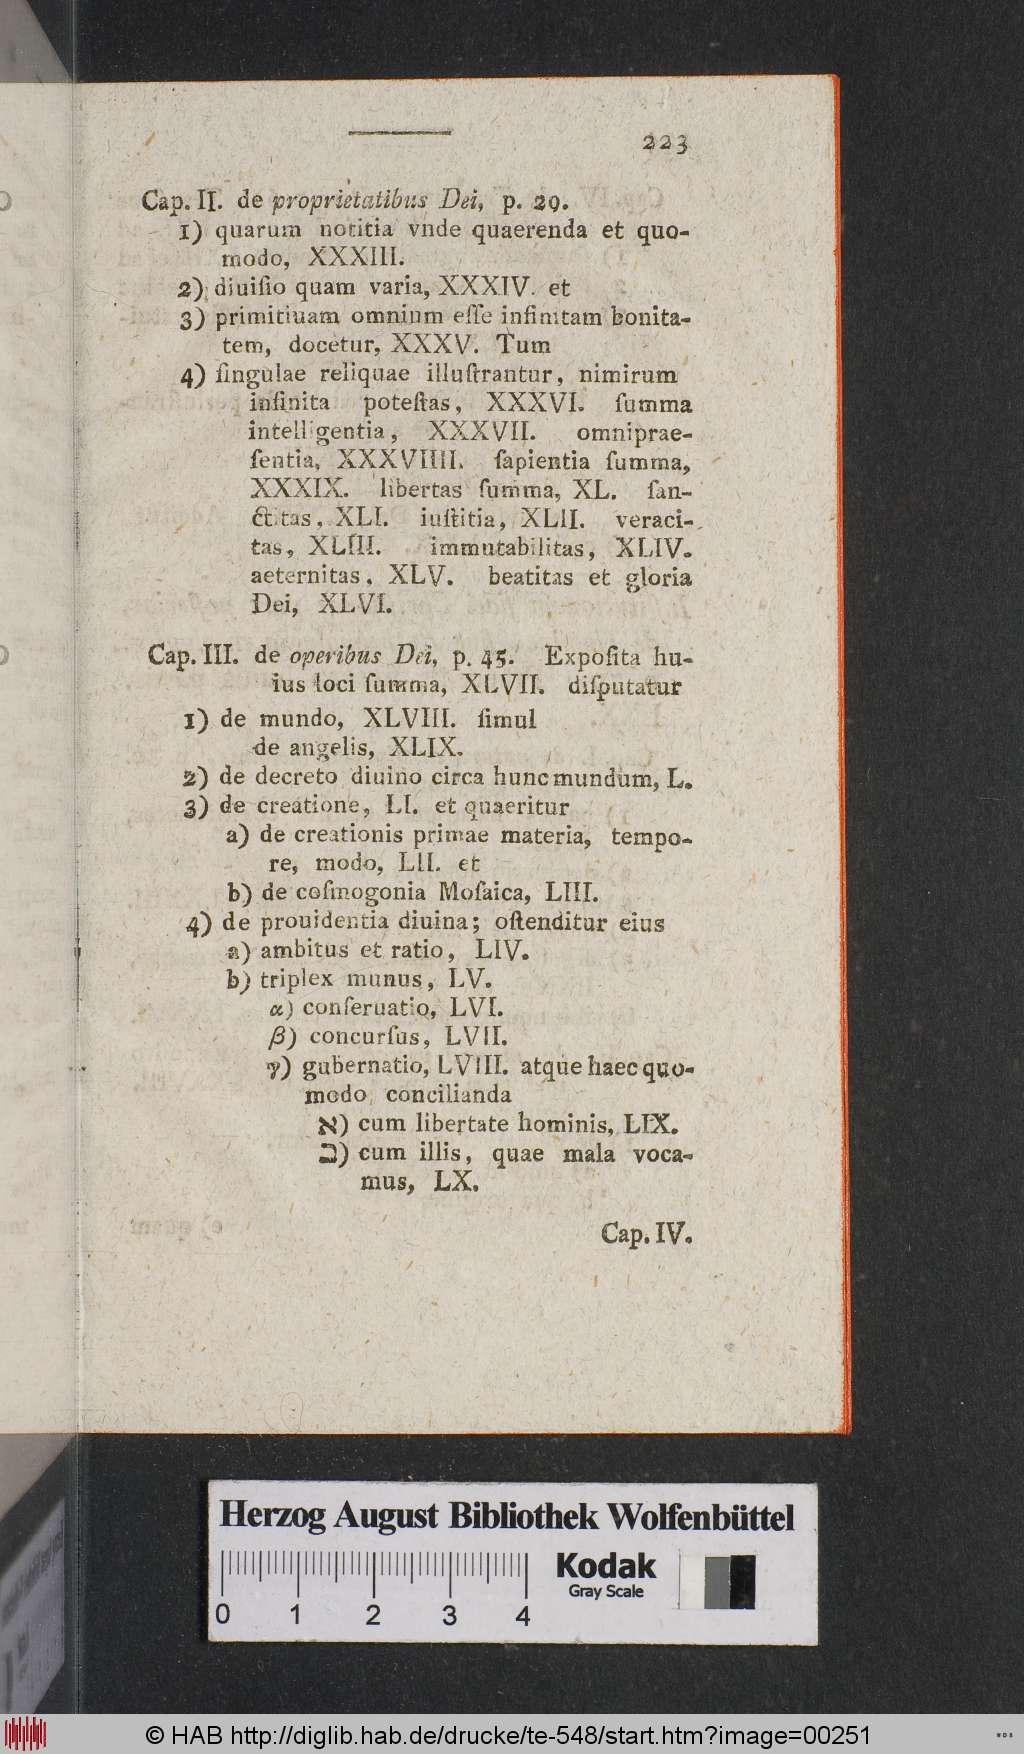 223
Cap. II. de proprietatibus Dei, p. 29.
1) quarum notitia vnde quaerenda et quo-
modo, XXXIII.
2) diuiſio quam varia, XXXIV. et
3) primitiuam omnium eſſe infinitam bonita-
tem, docetur, XXXV. Tum
4) ſingulae reliquae illuſtrantur, nimirum
infinita poteſtas, XXXVI. ſumma
intelligentia, XXXVII. omniprae-
ſentia, XXXVIIII. ſapientia ſumma,
XXXIX. libertas ſumma, XL. ſan-
ctitas, XLI. iuſtitia, XLII. veraci-
tas, XLIII. immutabilitas, XLIV.
aeternitas, XLV. beatitas et gloria
Dei, XLVI.
Cap. III. de operibus Dei, p. 45. Expoſita hu-
ius loci ſumma, XLVII. diſputatur
1) de mundo, XLVIII. ſimul
de angelis, XLIX.
2) de decreto diuino circa hunc mundum, L.
3) de creatione, LI. et quaeritur
a) de creationis primae materia, tempo-
re, modo, LII. et
b) de coſmogonia Moſaica, LIII.
4) de prouidentia diuina; oſtenditur eius
a) ambitus et ratio, LIV.
b) triplex munus, LV.
α) conſeruatio, LVI.
β) concurſus, LVII.
γ) gubernatio, LVIII. atque haec quo-
modo concilianda
א) cum libertate hominis, LIX.
ב) cum illis, quae mala voca-
mus, LX.
Cap. IV.
Herzog August Bibliothek Wolfenbüttel
Kodak
Gray Scale
0 1 2 3 4
© HAB http://diglib.hab.de/drucke/te-548/start.htm?image=00251